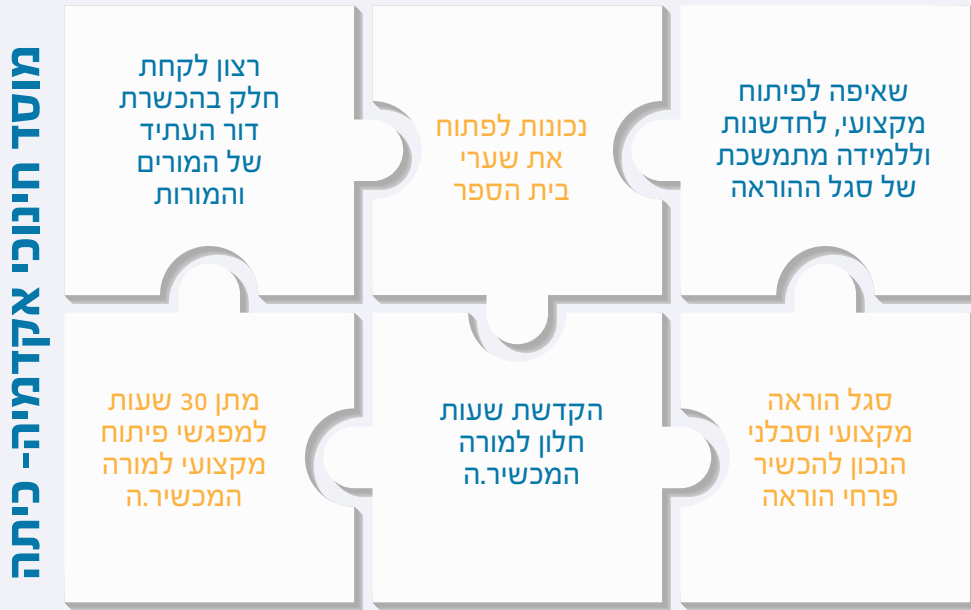 מוסד חינוכי אקדמיה- כיתה
שאיפה לפיתוח
מקצועי, לחדשנות
וללמידה מתמשכת
של סגל ההוראה
נכונות לפתוח
את שערי
בית הספר
רצון לקחת
חלק בהכשרת
דור העתיד
של המורים
והמורות
סגל הוראה
מקצועי וסבלני
הנכון להכשיר
פרחי הוראה
הקדשת שעות
חלון למורה
המכשיר.ה
מתן 30 שעות
למפגשי פיתוח
מקצועי למורה
המכשיר.ה